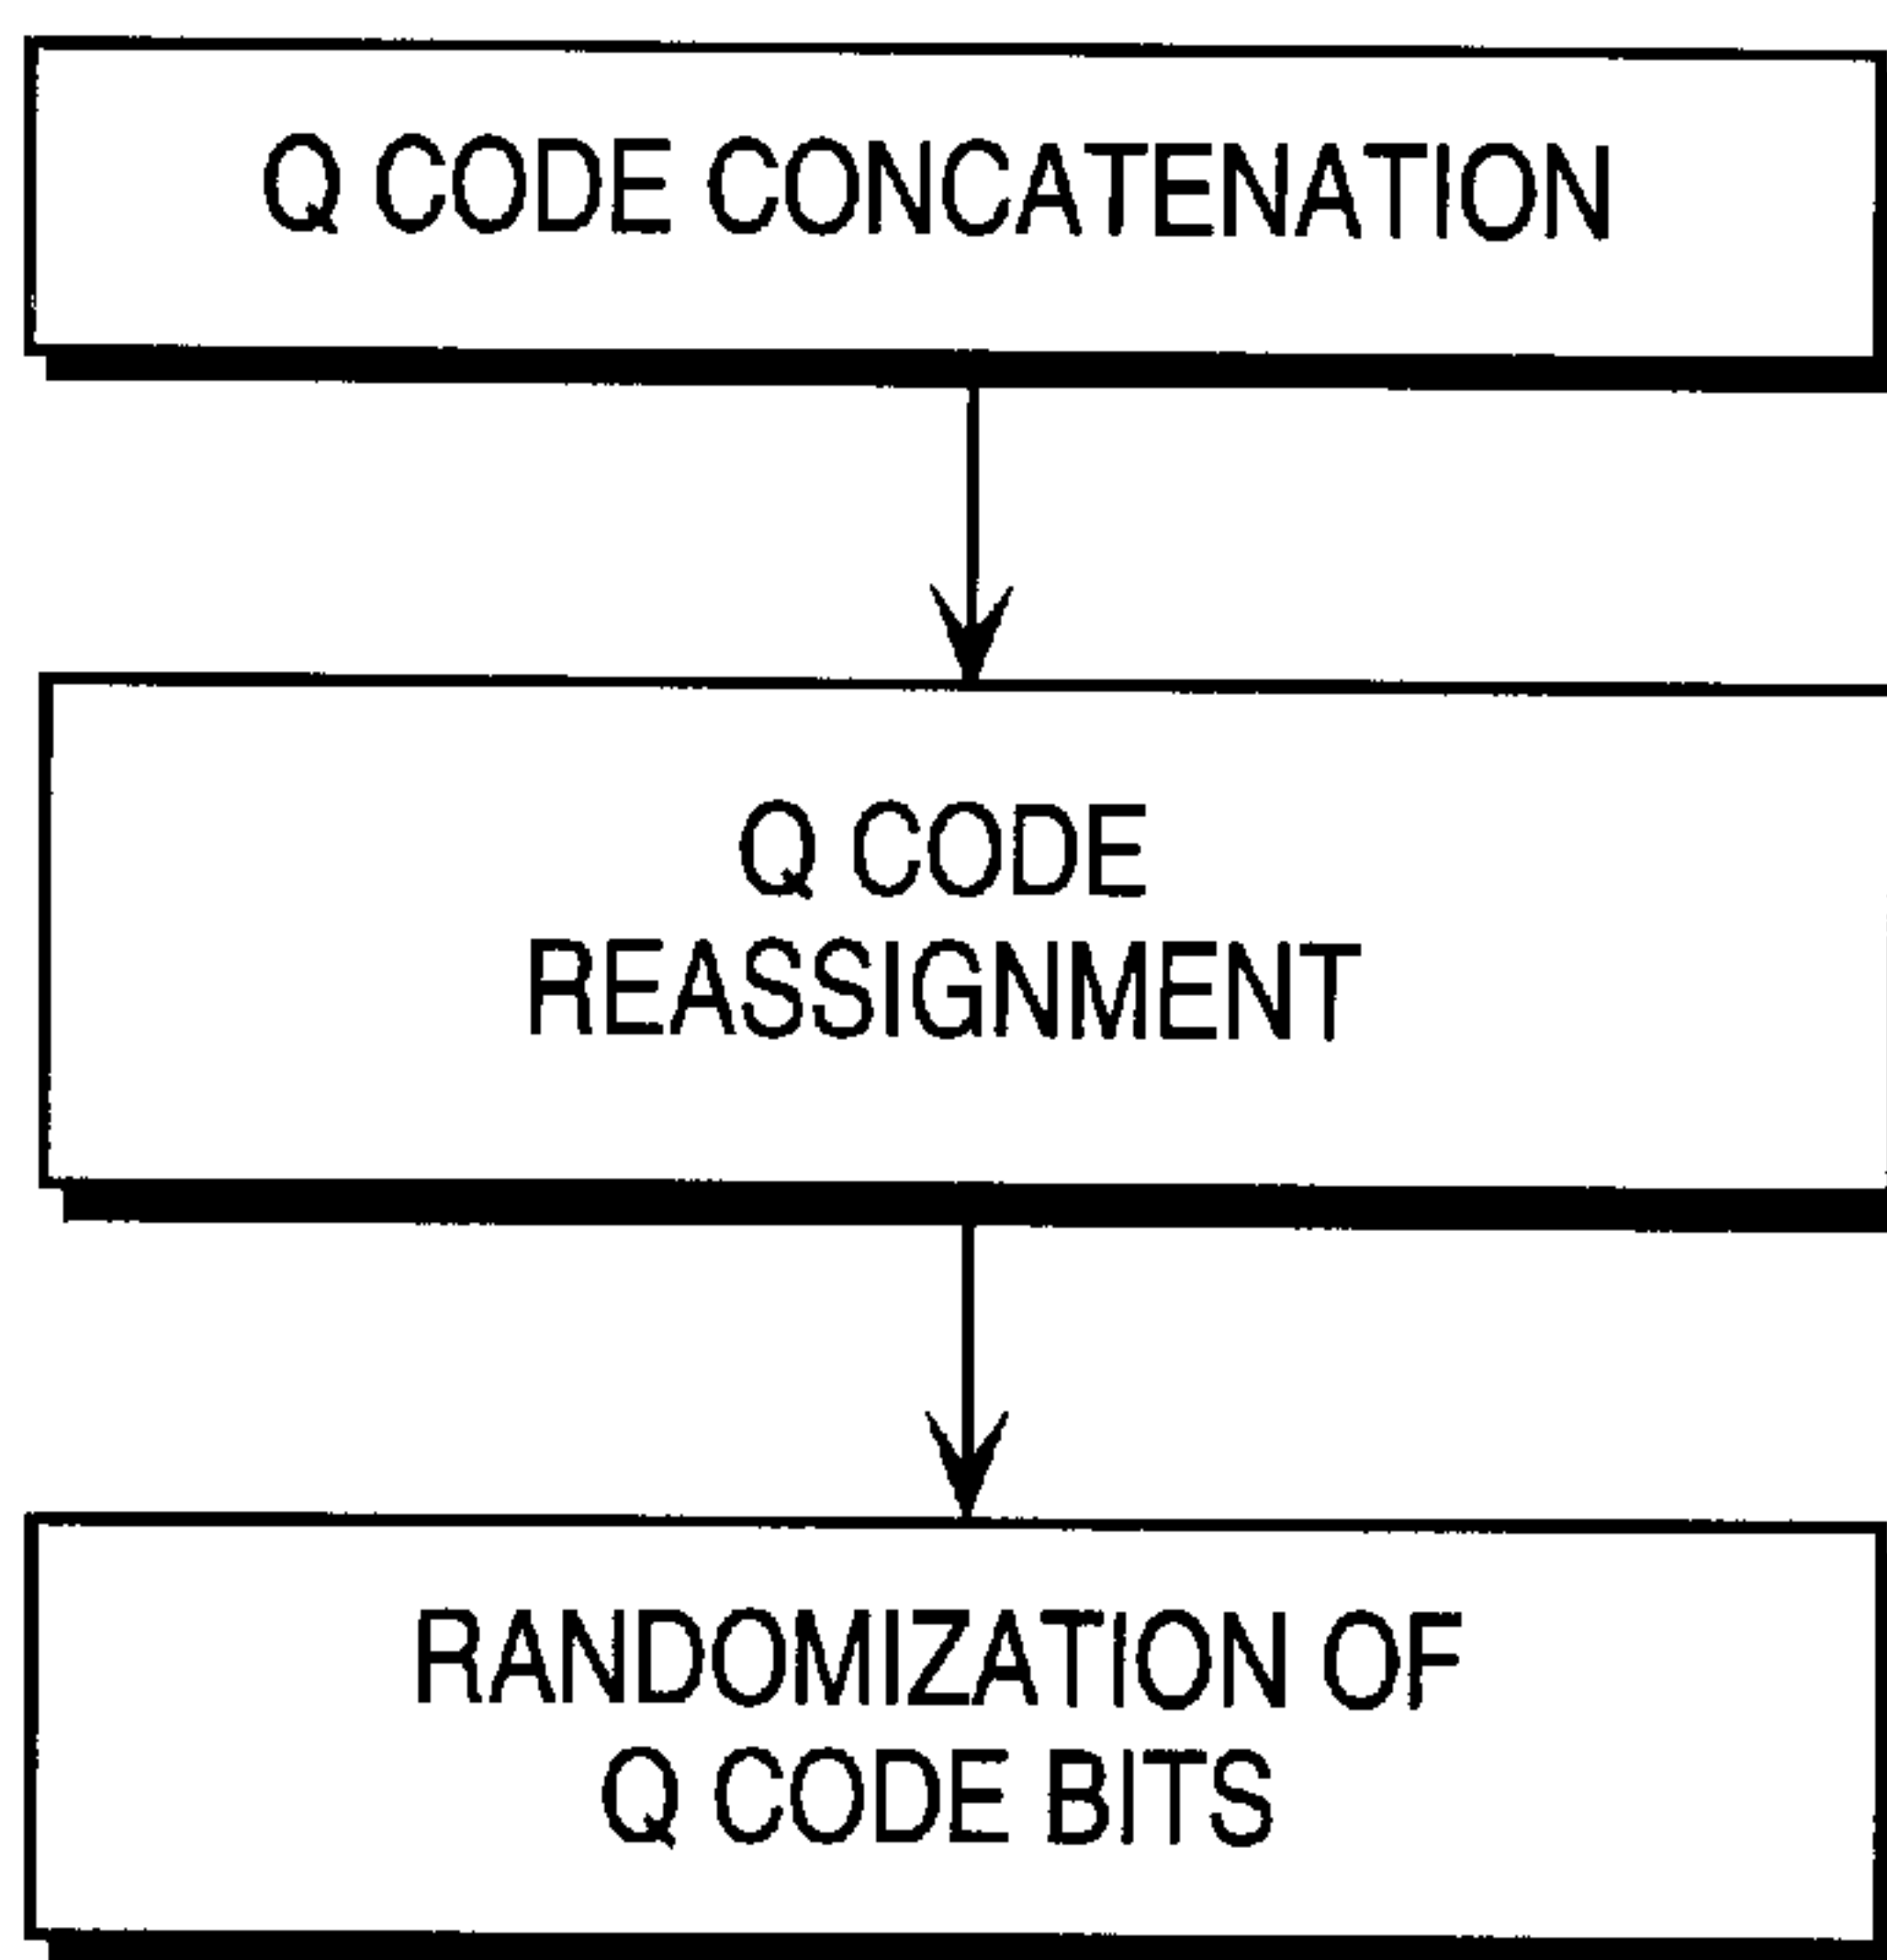 Q CODE CONCATENATION
Q CODE
REASSIGNMENT
RANDOMIZATION OF
Q CODE BITS